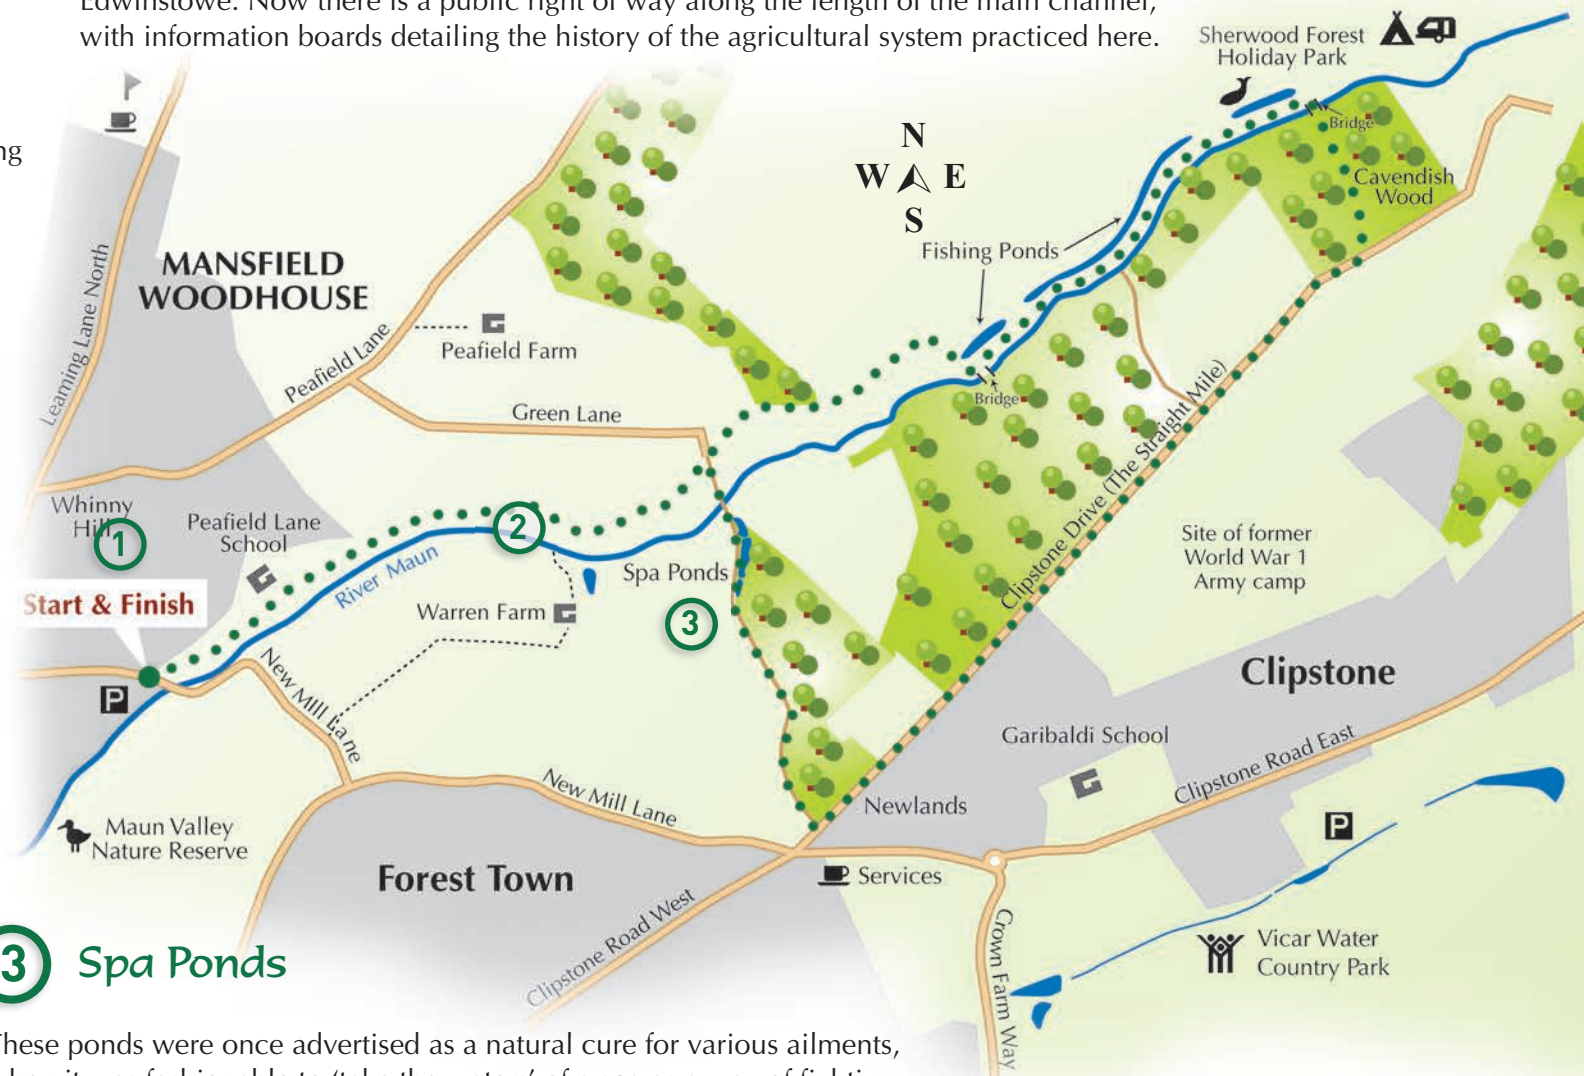 with information boards detailing the history of the agricultural system practiced here.
ng
Sherwood Forest
Holiday Park
Bridge
Cavendish
Wood
N
W E
S
Fishing Ponds
MANSFIELD
WOODHOUSE
Leaming Lane North
Peafield Lane
Peafield Farm
Green Lane
Bridge
Clipstone Drive (The Straight Mile)
Whinny
Hill
1
Peafield Lane
School
2
River Maun
Spa Ponds
Start & Finish
Warren Farm
3
Site of former
World War 1
Army camp
P
New Mill Lane
Clipstone
Garibaldi School
Clipstone Road East
New Mill Lane
Newlands
P
Maun Valley
Nature Reserve
Forest Town
Services
Clipstone Road West
Crown Farm Way
Vicar Water
Country Park
3 Spa Ponds
These ponds were once advertised as a natural cure for various ailments,